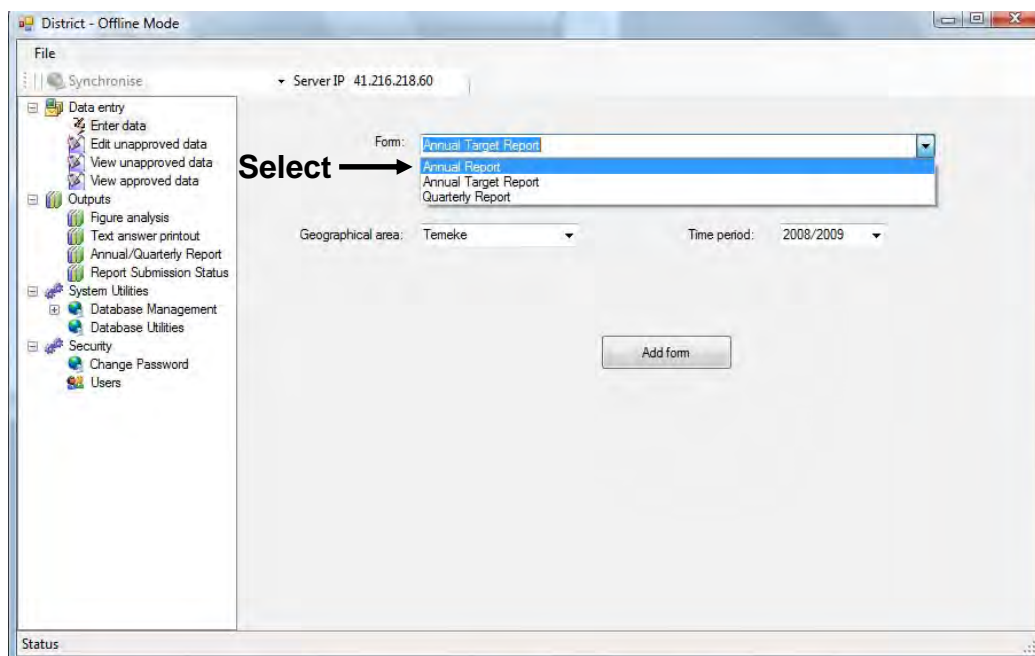 District - Offline Mode
File
Synchronise
Server IP 41.216.218.60
Data entry
Enter data
Edit unapproved data
View unapproved data
View approved data
Outputs
Figure analysis
Text answer printout
Annual/Quarterly Report
Report Submission Status
System Utilities
Database Management
Database Utilities
Security
Change Password
Users
Form: Annual Target Report
Select
Annual Report
Annual Target Report
Quarterly Report
Geographical area: Temeke Time period: 2008/2009
Add form
Status